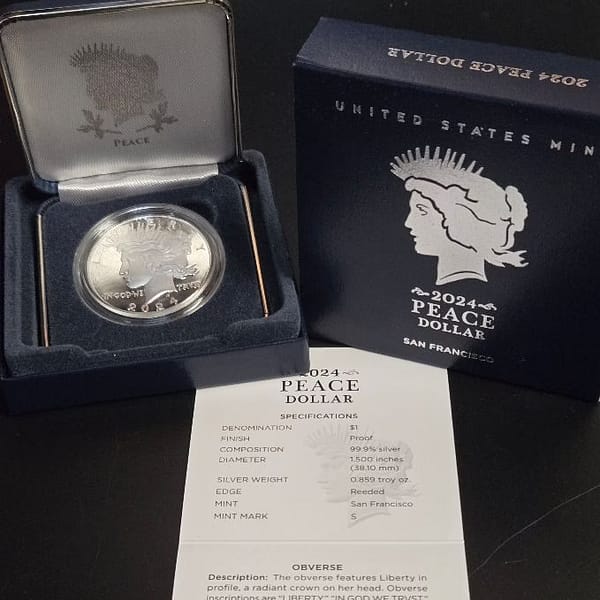 PEACE
LIBERTY
IN GOD WE TRVST
2024
2024 PEACE DOLLAR
UNITED STATES MIN
2024
PEACE
DOLLAR
SAN FRANCISCO
2024
PEACE
DOLLAR
SPECIFICATIONS
DENOMINATION $1
FINISH Proof
COMPOSITION 99.9% silver
DIAMETER 1.500 inches
(38.10 mm)
SILVER WEIGHT 0.859 troy oz.
EDGE Reeded
MINT San Francisco
MINT MARK S
OBVERSE
Description: The obverse features Liberty in
profile, a radiant crown on her head. Obverse
inscriptions are "LIBERTY," "IN GOD WE TRVST,"